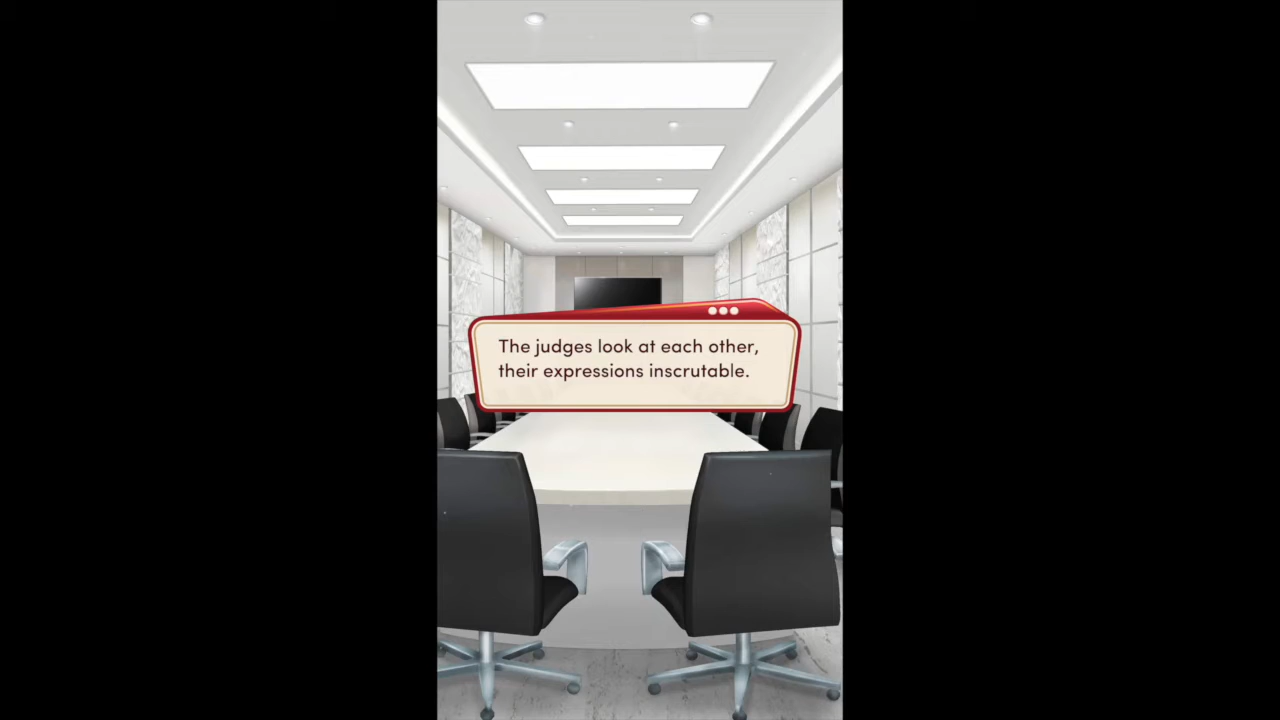 The judges look at each other,
their expressions inscrutable.